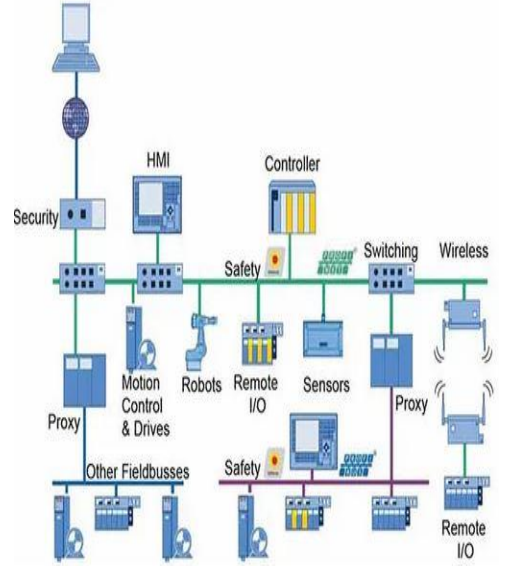 HMI
Controller
Security
Safety
Switching
Wireless
Motion
Control
& Drives
Robots
Remote
I/O
Sensors
Proxy
Proxy
Other Fieldbusses
Safety
Remote
I/O